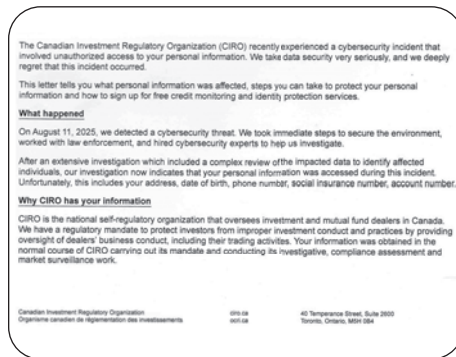 The Canadian Investment Regulatory Organization (CIRO) recently experienced a cybersecurity incident that
involved unauthorized access to your personal information. We take data security very seriously, and we deeply
regret that this incident occurred.
This letter tells you what personal information was affected, steps you can take to protect your personal
information and how to sign up for free credit monitoring and identity protection services.
What happened
On August 11, 2025, we detected a cybersecurity threat. We took immediate steps to secure the environment,
worked with law enforcement, and hired cybersecurity experts to help us investigate.
After an extensive investigation which included a complex review of the impacted data to identify affected
individuals, our investigation now indicates that your personal information was accessed during this incident.
Unfortunately, this includes your address, date of birth, phone number, social insurance number, account number.
Why CIRO has your information
CIRO is the national self-regulatory organization that oversees investment and mutual fund dealers in Canada.
We have a regulatory mandate to protect investors from improper investment conduct and practices by providing
oversight of dealers' business conduct, including their trading activites. Your information was obtained in the
normal course of CIRO carrying out its mandate and conducting its investigative, compliance assessment and
market surveillance work.
Canadian Investment Regulatory Organization
Organisme canadien de réglementation des investissements
ciro.ca
ocri.ca
40 Temperance Street, Suite 2600
Toronto, Ontario, M5H 0B4